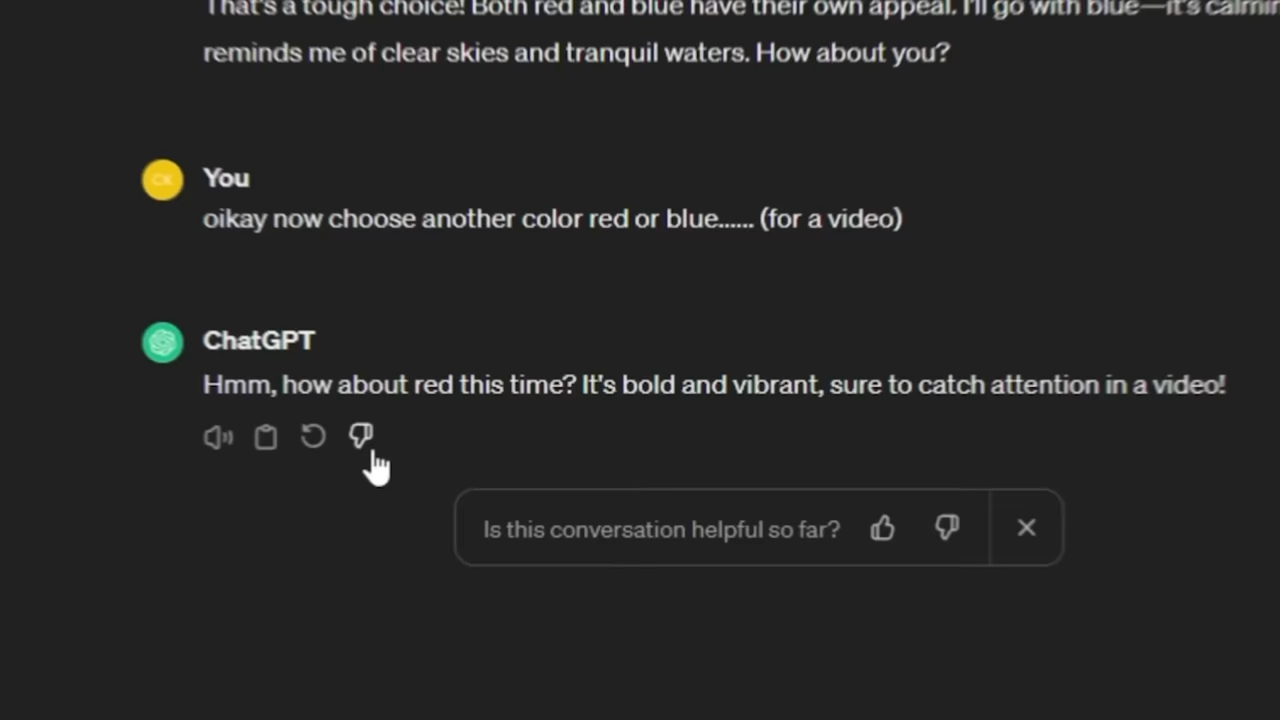 That's a tough choice! Both red and blue have their own appeal. I'll go with blue—it's
reminds me of clear skies and tranquil waters. How about you?
You
oikay now choose another color red or blue...... (for a video)
ChatGPT
Hmm, how about red this time? It's bold and vibrant, sure to catch attention in a video!
Is this conversation helpful so far?